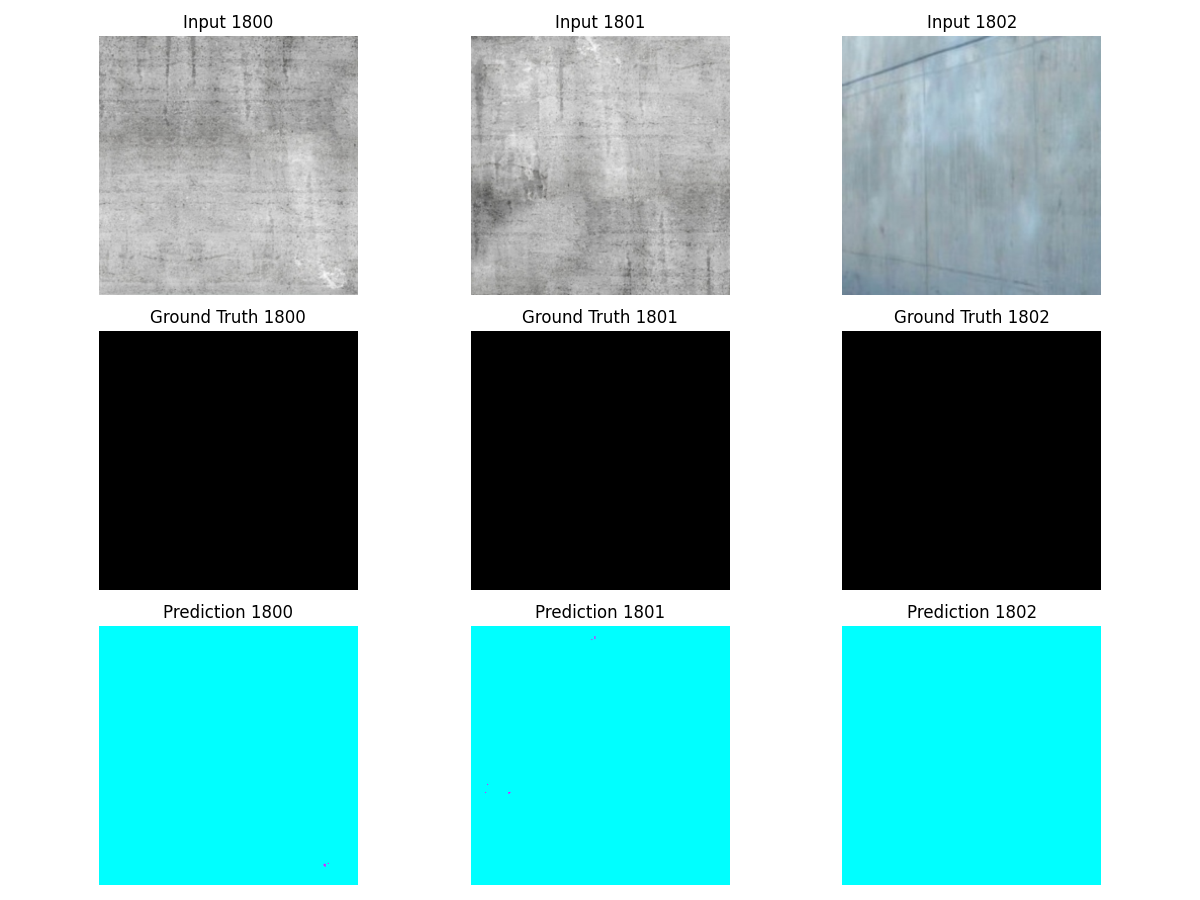 Input 1800
Input 1801
Input 1802
Ground Truth 1800
Ground Truth 1801
Ground Truth 1802
Prediction 1800
Prediction 1801
Prediction 1802